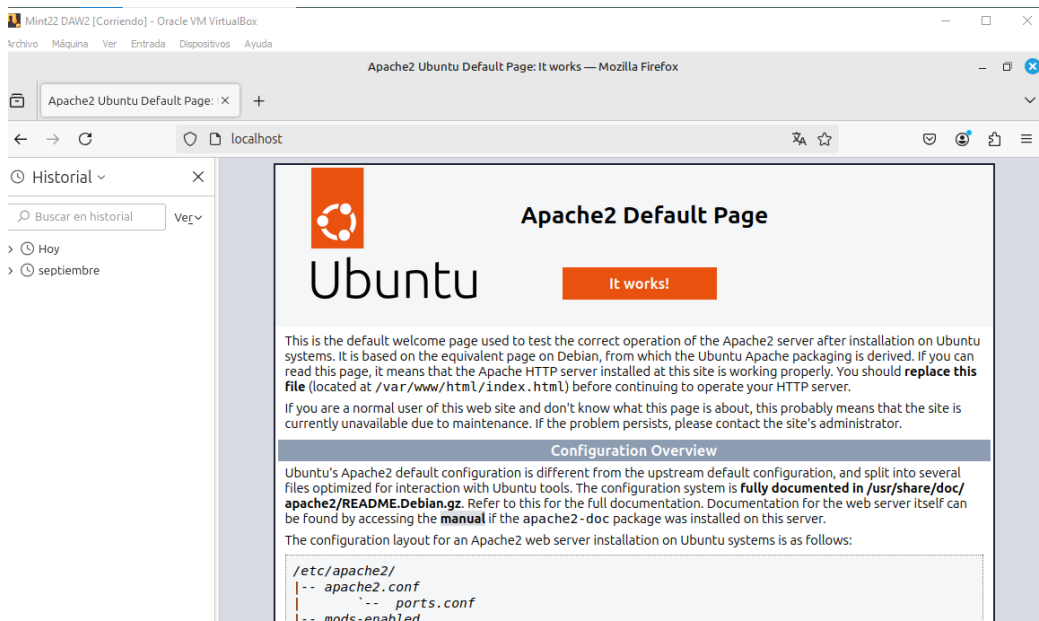 Mint22 DAW2 [Corriendo] - Oracle VM VirtualBox
Archivo Máquina Ver Entrada Dispositivos Ayuda
Apache2 Ubuntu Default Page: It works — Mozilla Firefox
Apache2 Ubuntu Default Page:
localhost
Historial
Buscar en historial
Ver
Hoy
septiembre
Ubuntu
Apache2 Default Page
It works!
This is the default welcome page used to test the correct operation of the Apache2 server after installation on Ubuntu
systems. It is based on the equivalent page on Debian, from which the Ubuntu Apache packaging is derived. If you can
read this page, it means that the Apache HTTP server installed at this site is working properly. You should replace this
file (located at /var/www/html/index.html) before continuing to operate your HTTP server.
If you are a normal user of this web site and don't know what this page is about, this probably means that the site is
currently unavailable due to maintenance. If the problem persists, please contact the site's administrator.
Configuration Overview
Ubuntu's Apache2 default configuration is different from the upstream default configuration, and split into several
files optimized for interaction with Ubuntu tools. The configuration system is fully documented in /usr/share/doc/
apache2/README.Debian.gz. Refer to this for the full documentation. Documentation for the web server itself can
be found by accessing the manual if the apache2-doc package was installed on this server.
The configuration layout for an Apache2 web server installation on Ubuntu systems is as follows:
/etc/apache2/
|-- apache2.conf
|       `--  ports.conf
|-- mods-enabled